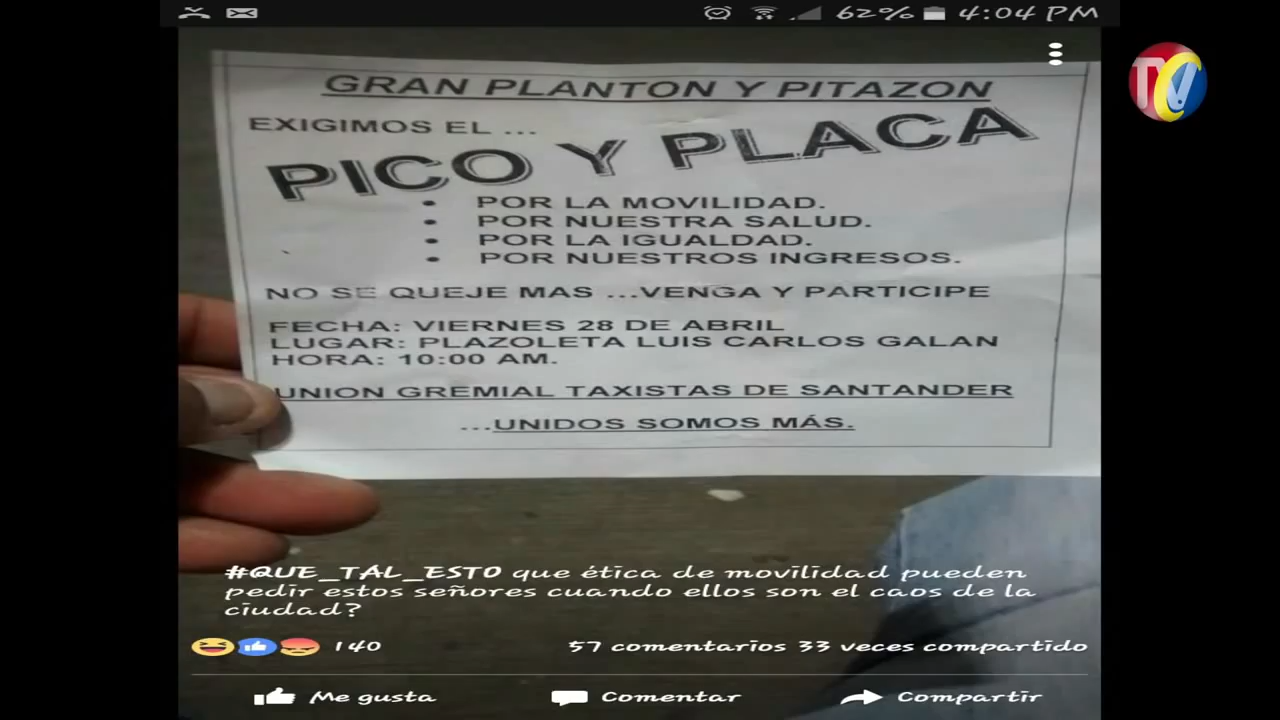 62% 4:04 PM
TVC
GRAN PLANTON Y PITAZON
EXIGIMOS EL ...
PICO Y PLACA
• POR LA MOVILIDAD.
• POR NUESTRA SALUD.
• POR LA IGUALDAD.
• POR NUESTROS INGRESOS.
NO SE QUEJE MAS ...VENGA Y PARTICIPE
FECHA: VIERNES 28 DE ABRIL
LUGAR: PLAZOLETA LUIS CARLOS GALAN
HORA: 10:00 AM.
UNION GREMIAL TAXISTAS DE SANTANDER
...UNIDOS SOMOS MÁS.
#QUE_TAL_ESTO que ética de movilidad pueden
pedir estos señores cuando ellos son el caos de la
ciudad?
140 57 comentarios 33 veces compartido
Me gusta Comentar Compartir